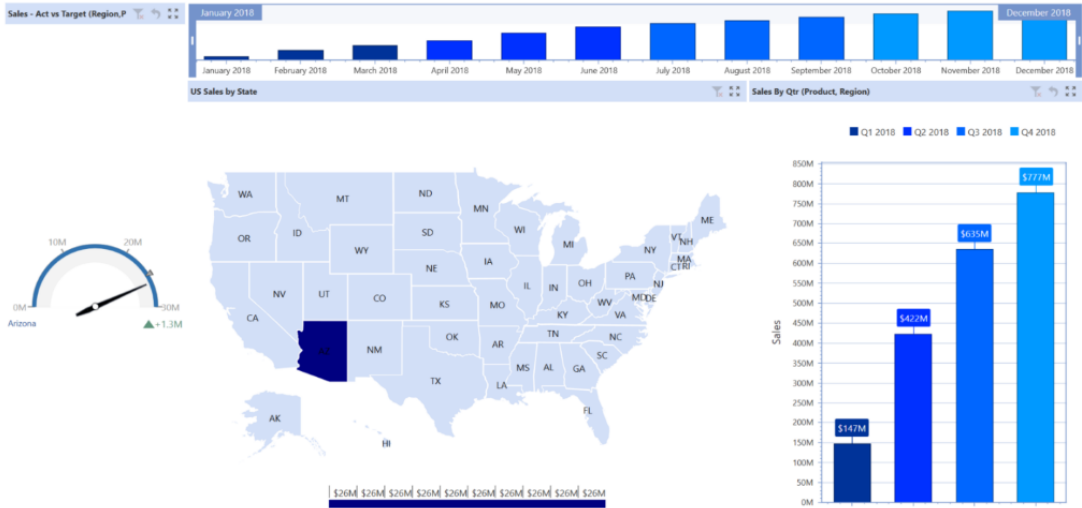 Sales - Act vs Target (Region,P
January 2018
December 2018
January 2018 February 2018 March 2018 April 2018 May 2018 June 2018 July 2018 August 2018 September 2018 October 2018 November 2018 December 2018
US Sales by State
Sales By Qtr (Product, Region)
Q1 2018 Q2 2018 Q3 2018 Q4 2018
10M 20M
0M 30M
Arizona
+1.3M
WA MT ND MN ME
OR ID SD WI MI NY VT NH
WY MA
IA CT RI
NE PA NJ
NV UT CO IL IN OH MD DE
KS MO WV
CA KY VA
OK TN NC
NM AR SC
MS AL GA
TX LA
FL
AK
HI
$26M $26M $26M $26M $26M $26M $26M $26M $26M $26M
Sales
850M
800M
750M
700M
650M
600M
550M
500M
450M
400M
350M
300M
250M
200M
150M
100M
50M
0M
$147M
$422M
$635M
$777M